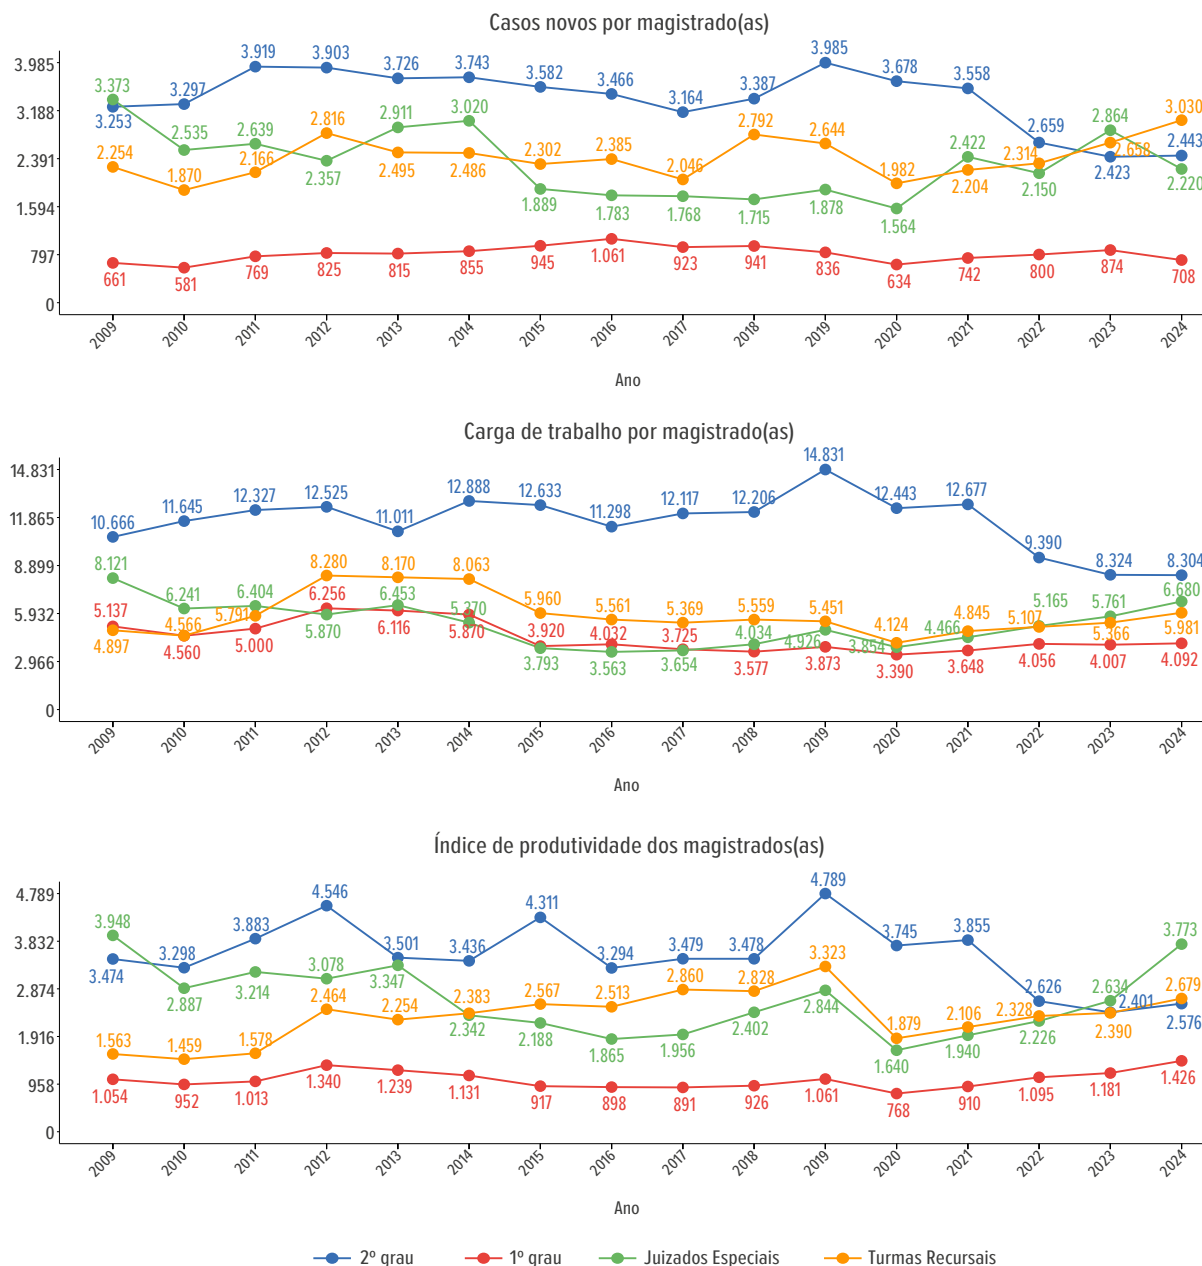 Casos novos por magistrado(as)
3.985
3.188
2.391
1.594
797
0
3.253 3.297 3.919 3.903 3.726 3.743 3.582 3.466 3.164 3.387 3.985 3.678 3.558 2.659 2.423 2.443
3.373 2.535 2.639 2.357 2.911 3.020 1.889 1.783 1.768 1.715 1.878 1.564 2.422 2.150 2.864 2.220
2.254 1.870 2.166 2.816 2.495 2.486 2.302 2.385 2.046 2.792 2.644 1.982 2.204 2.314 2.658 3.030
661 581 769 825 815 855 945 1.061 923 941 836 634 742 800 874 708
2009 2010 2011 2012 2013 2014 2015 2016 2017 2018 2019 2020 2021 2022 2023 2024
Ano
Carga de trabalho por magistrado(as)
14.831
11.865
8.899
5.932
2.966
0
10.666 11.645 12.327 12.525 11.011 12.888 12.633 11.298 12.117 12.206 14.831 12.443 12.677 9.390 8.324 8.304
8.121 6.241 6.404 5.870 6.453 5.370 3.793 3.563 3.654 4.034 4.926 3.854 4.466 5.165 5.761 6.680
4.897 4.566 5.791 8.280 8.170 8.063 5.960 5.561 5.369 5.559 5.451 4.124 4.845 5.107 5.366 5.981
5.137 4.560 5.000 6.256 6.116 5.870 3.920 4.032 3.725 3.577 3.873 3.390 3.648 4.056 4.007 4.092
2009 2010 2011 2012 2013 2014 2015 2016 2017 2018 2019 2020 2021 2022 2023 2024
Ano
Índice de produtividade dos magistrados(as)
4.789
3.832
2.874
1.916
958
0
3.474 3.298 3.883 4.546 3.501 3.436 4.311 3.294 3.479 3.478 4.789 3.745 3.855 2.626 2.401 2.576
3.948 2.887 3.214 3.078 3.347 2.342 2.188 1.865 1.956 2.402 2.844 1.640 1.940 2.226 2.634 3.773
1.563 1.459 1.578 2.464 2.254 2.383 2.567 2.513 2.860 2.828 3.323 1.879 2.106 2.328 2.390 2.679
1.054 952 1.013 1.340 1.239 1.131 917 898 891 926 1.061 768 910 1.095 1.181 1.426
2009 2010 2011 2012 2013 2014 2015 2016 2017 2018 2019 2020 2021 2022 2023 2024
Ano
2º grau 1º grau Juizados Especiais Turmas Recursais